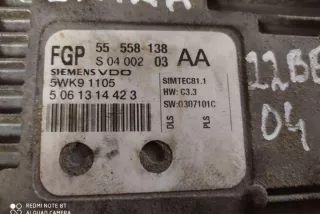 FGP 55 558 138
S 04 002 03 AA
SIEMENS VDO
5WK9 1105
5 06 13 14 42 3
SIMTEC81.1
HW: C3.3
SW:0307101C
DLS
PLS
04
REDMI NOTE 8T
AI QUAD CAMERA